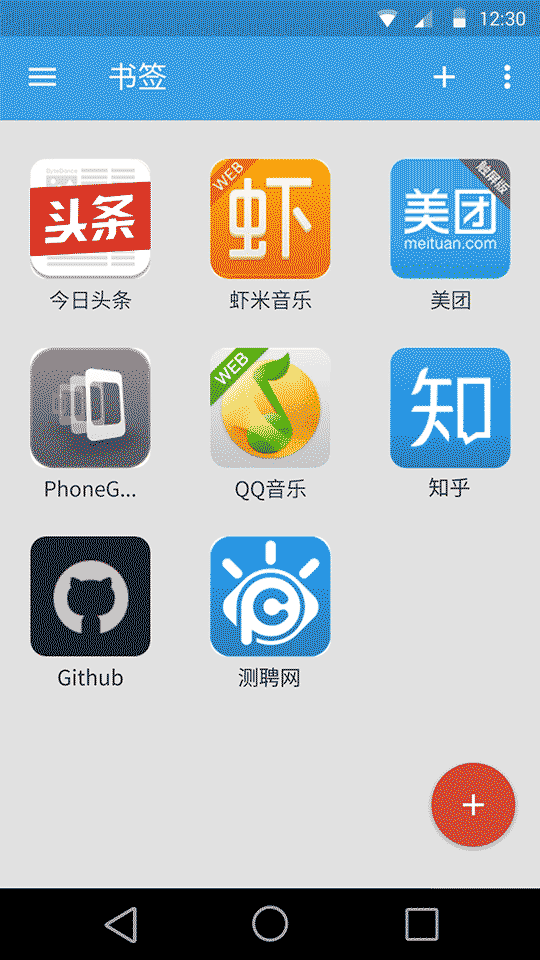 12:30
书签
头条
今日头条
WEB
虾
虾米音乐
触屏版
美团
meituan.com
美团
PhoneG...
WEB
QQ音乐
知
知乎
Github
测聘网